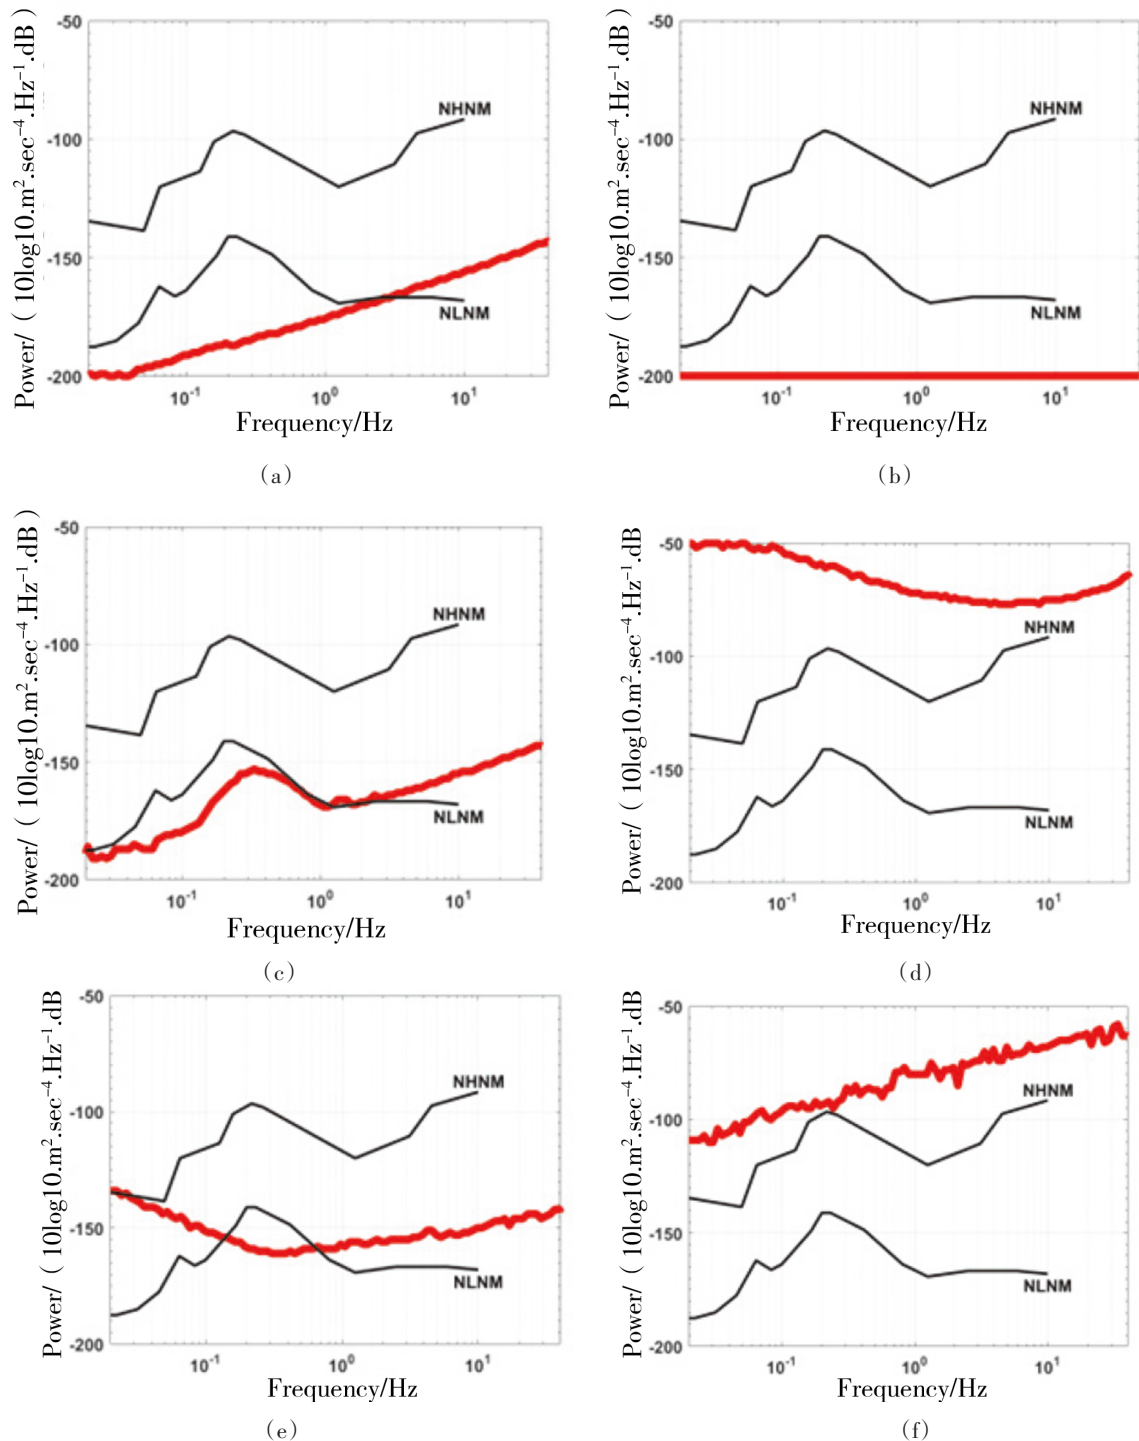 Power/ ( 10log10.m².sec⁻⁴.Hz⁻¹.dB )
-50
-100
-150
-200
NHNM
NLNM
10⁻¹ 10⁰ 10¹
Frequency/Hz
(a)
Power/ ( 10log10.m².sec⁻⁴.Hz⁻¹.dB )
-50
-100
-150
-200
NHNM
NLNM
10⁻¹ 10⁰ 10¹
Frequency/Hz
(b)
Power/ ( 10log10.m².sec⁻⁴.Hz⁻¹.dB )
-50
-100
-150
-200
NHNM
NLNM
10⁻¹ 10⁰ 10¹
Frequency/Hz
(c)
Power/ ( 10log10.m².sec⁻⁴.Hz⁻¹.dB
-50
-100
-150
-200
NHNM
NLNM
10⁻¹ 10⁰ 10¹
Frequency/Hz
(d)
Power/ ( 10log10.m².sec⁻⁴.Hz⁻¹.dB
-50
-100
-150
-200
NHNM
NLNM
10⁻¹ 10⁰ 10¹
Frequency/Hz
(e)
Power/ ( 10log10.m².sec⁻⁴.Hz⁻¹.dB
-50
-100
-150
-200
NHNM
NLNM
10⁻¹ 10⁰ 10¹
Frequency/Hz
(f)